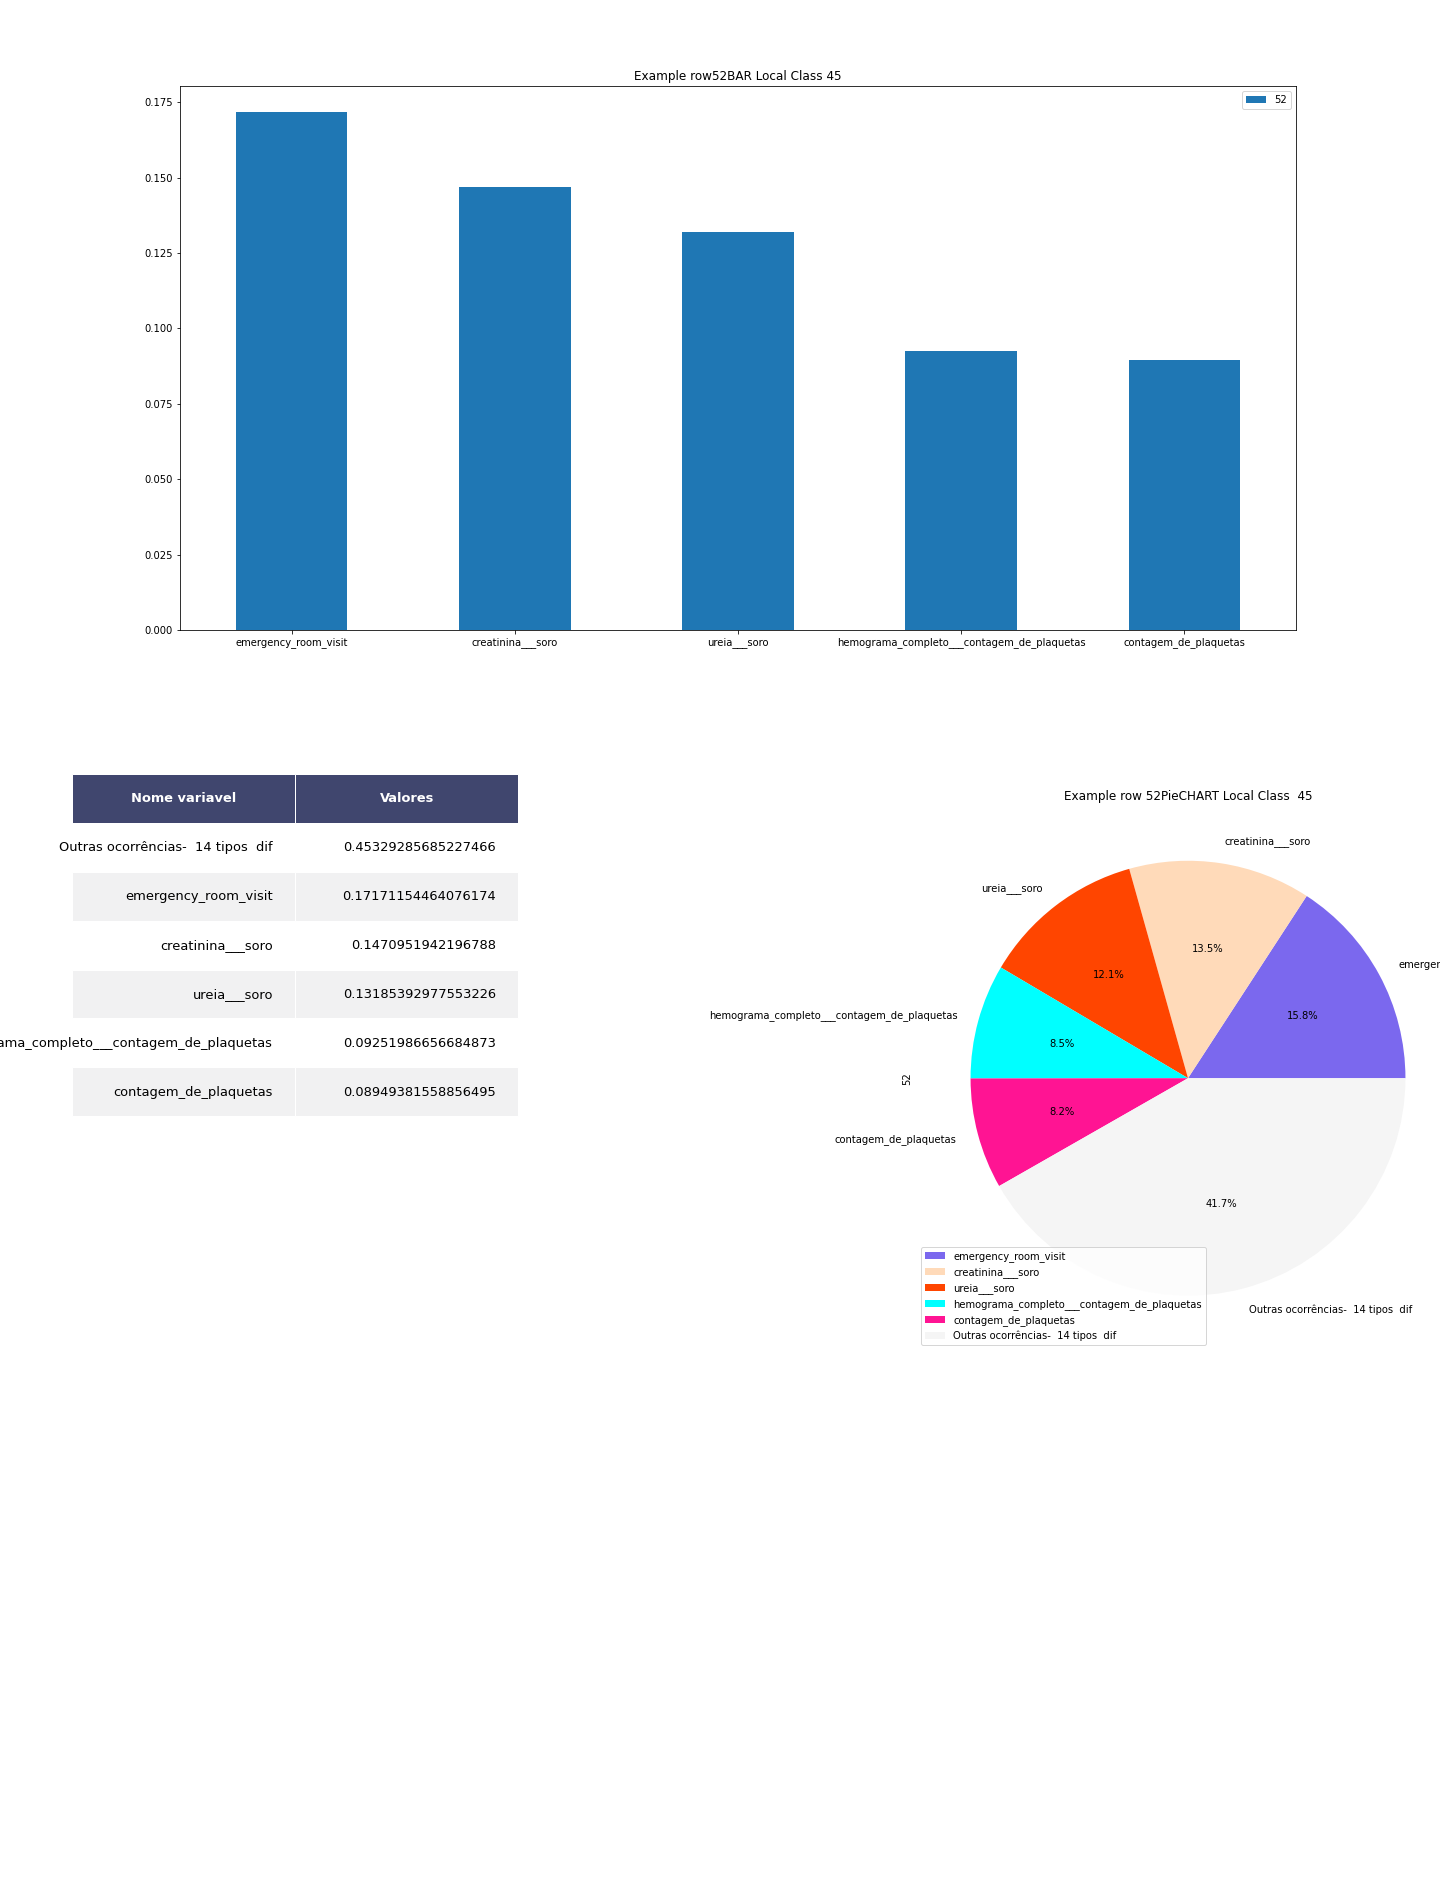 Example row52BAR Local Class 45
52
0.175
0.150
0.125
0.100
0.075
0.050
0.025
0.000
emergency_room_visit
creatinina___soro
ureia___soro
hemograma_completo___contagem_de_plaquetas
contagem_de_plaquetas
Nome variavel Valores
Outras ocorrências-  14 tipos  dif 0.45329285685227466
emergency_room_visit 0.17171154464076174
creatinina___soro 0.1470951942196788
ureia___soro 0.13185392977553226
ama_completo___contagem_de_plaquetas 0.09251986656684873
contagem_de_plaquetas 0.08949381558856495
Example row 52PieCHART Local Class  45
creatinina___soro
ureia___soro
13.5%
emerger
12.1%
hemograma_completo___contagem_de_plaquetas
15.8%
8.5%
52
8.2%
contagem_de_plaquetas
41.7%
emergency_room_visit
creatinina___soro
ureia___soro
hemograma_completo___contagem_de_plaquetas
contagem_de_plaquetas
Outras ocorrências-  14 tipos  dif
Outras ocorrências-  14 tipos  dif